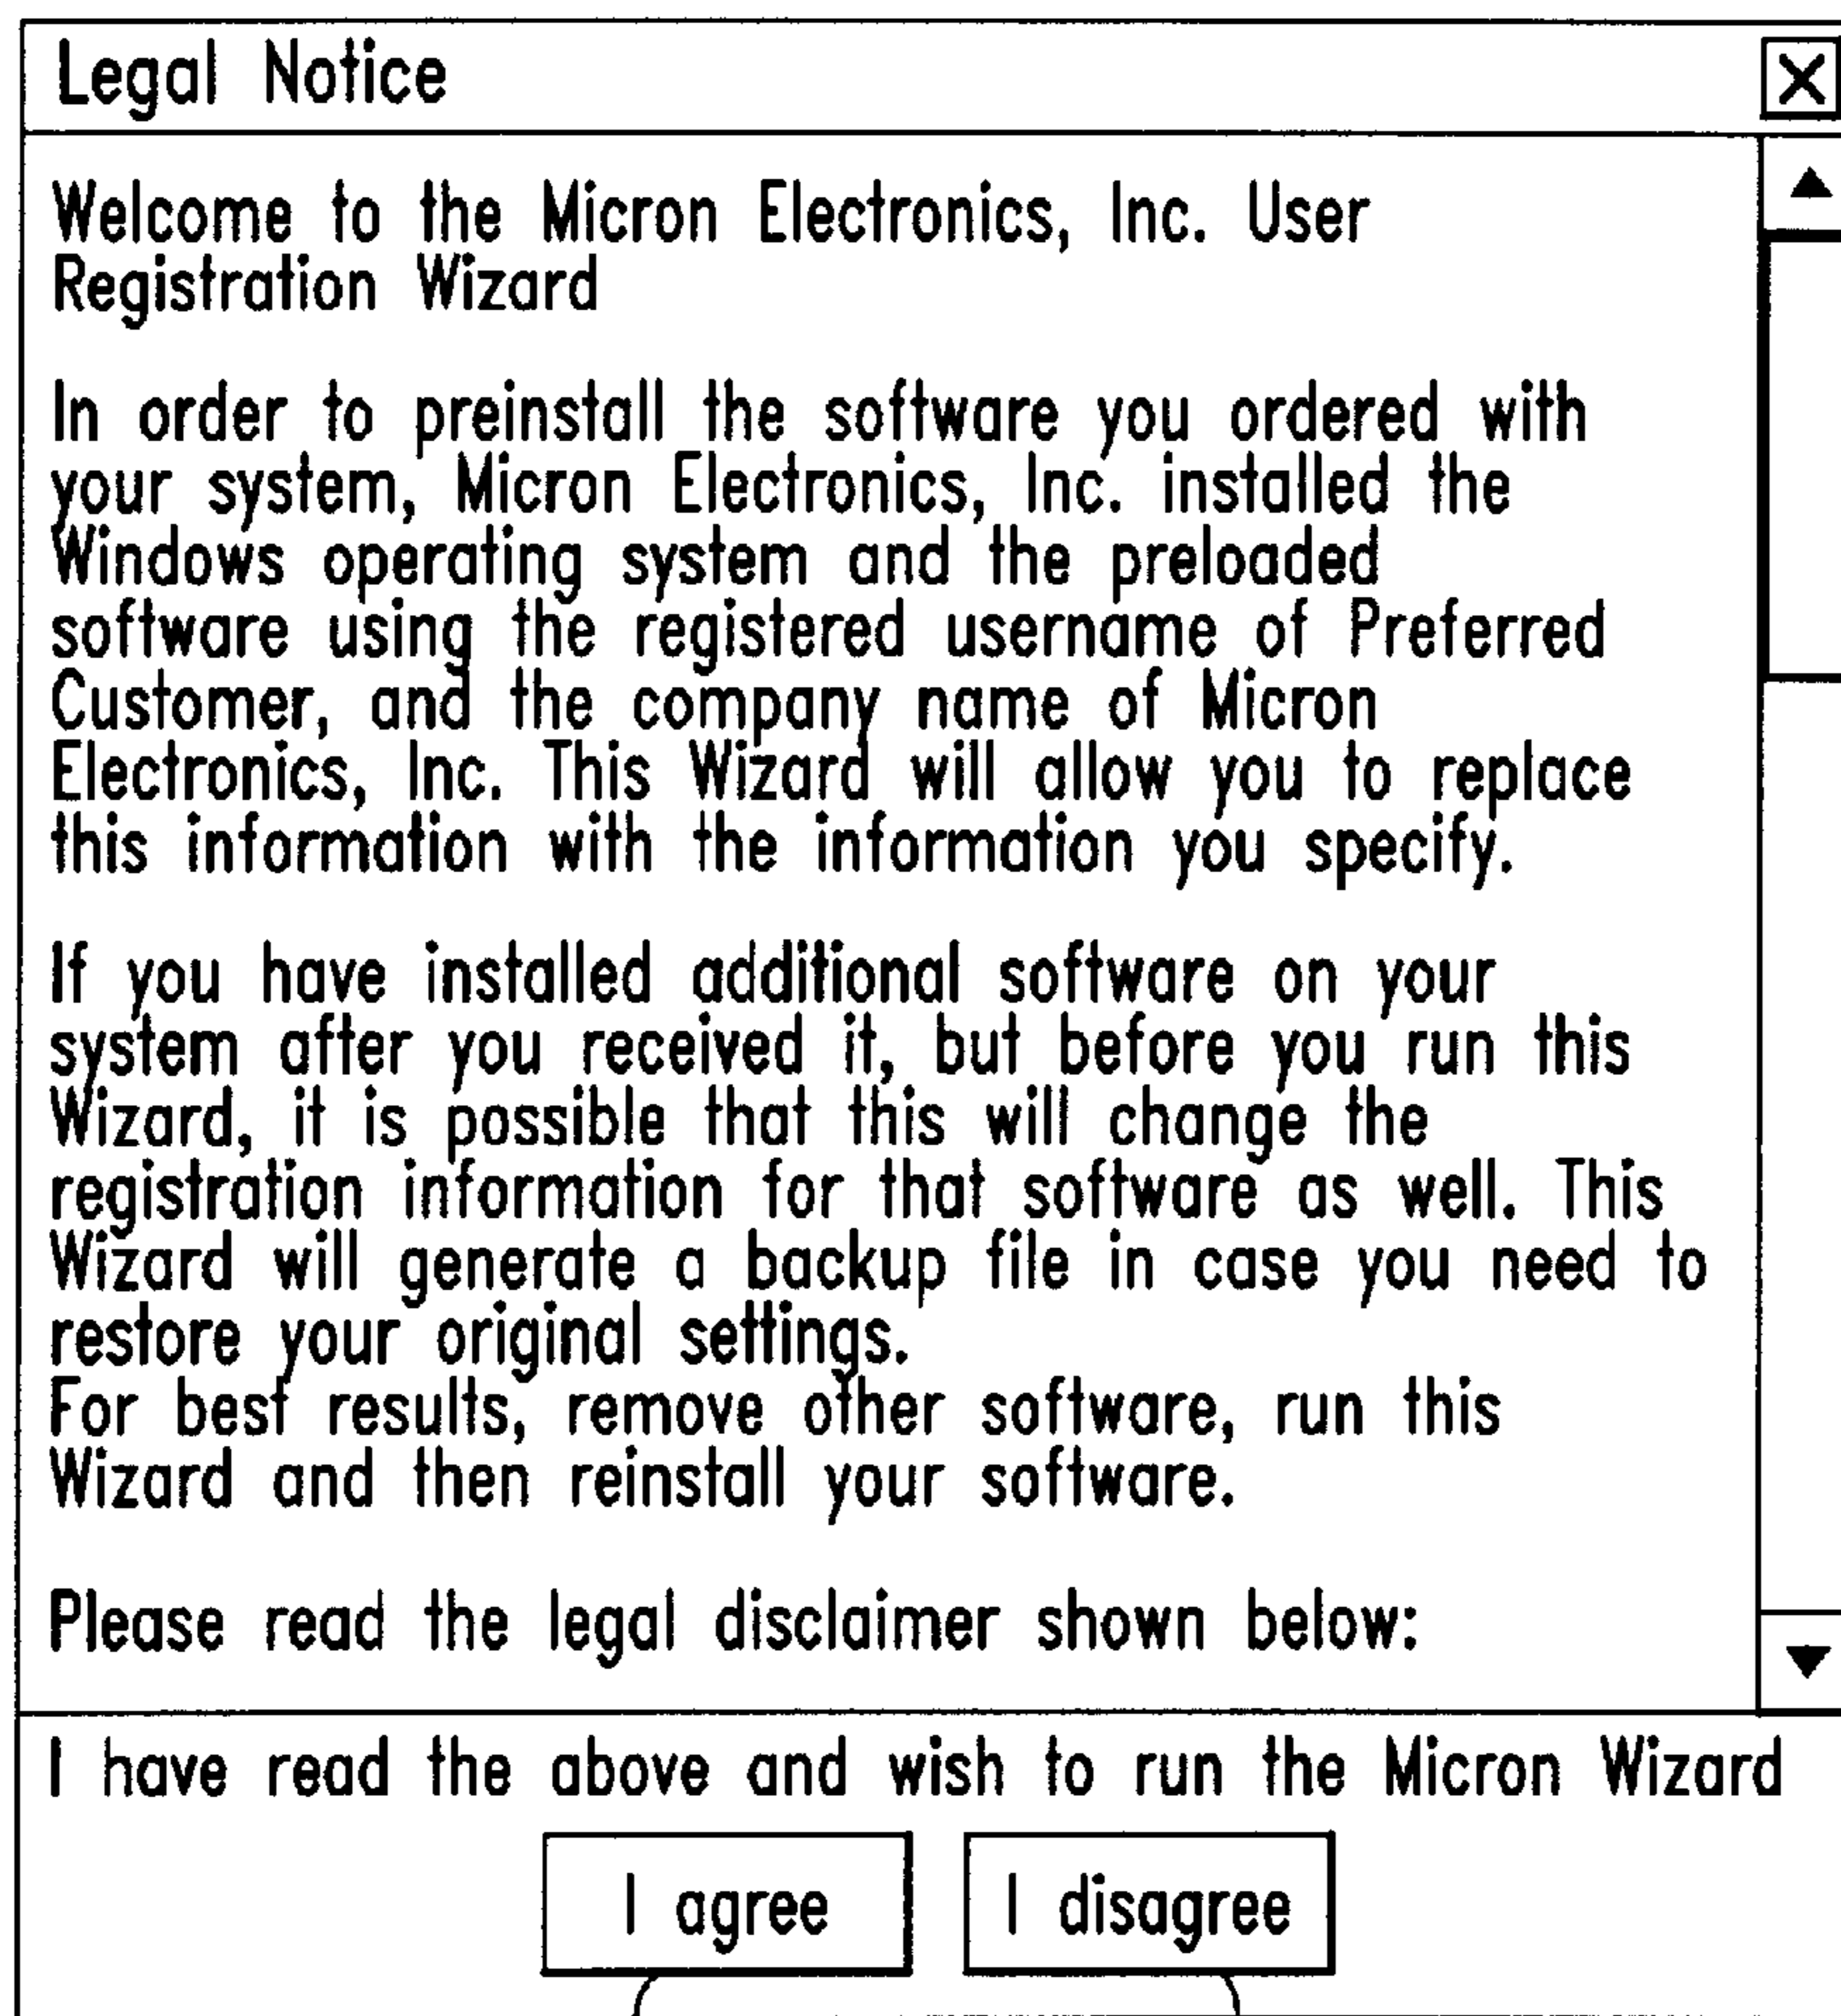 Legal Notice
X
Welcome to the Micron Electronics, Inc. User
Registration Wizard
In order to preinstall the software you ordered with
your system, Micron Electronics, Inc. installed the
Windows operating system and the preloaded
software using the registered username of Preferred
Customer, and the company name of Micron
Electronics, Inc. This Wizard will allow you to replace
this information with the information you specify.
If you have installed additional software on your
system after you received it, but before you run this
Wizard, it is possible that this will change the
registration information for that software as well. This
Wizard will generate a backup file in case you need to
restore your original settings.
For best results, remove other software, run this
Wizard and then reinstall your software.
Please read the legal disclaimer shown below:
I have read the above and wish to run the Micron Wizard
I agree
I disagree